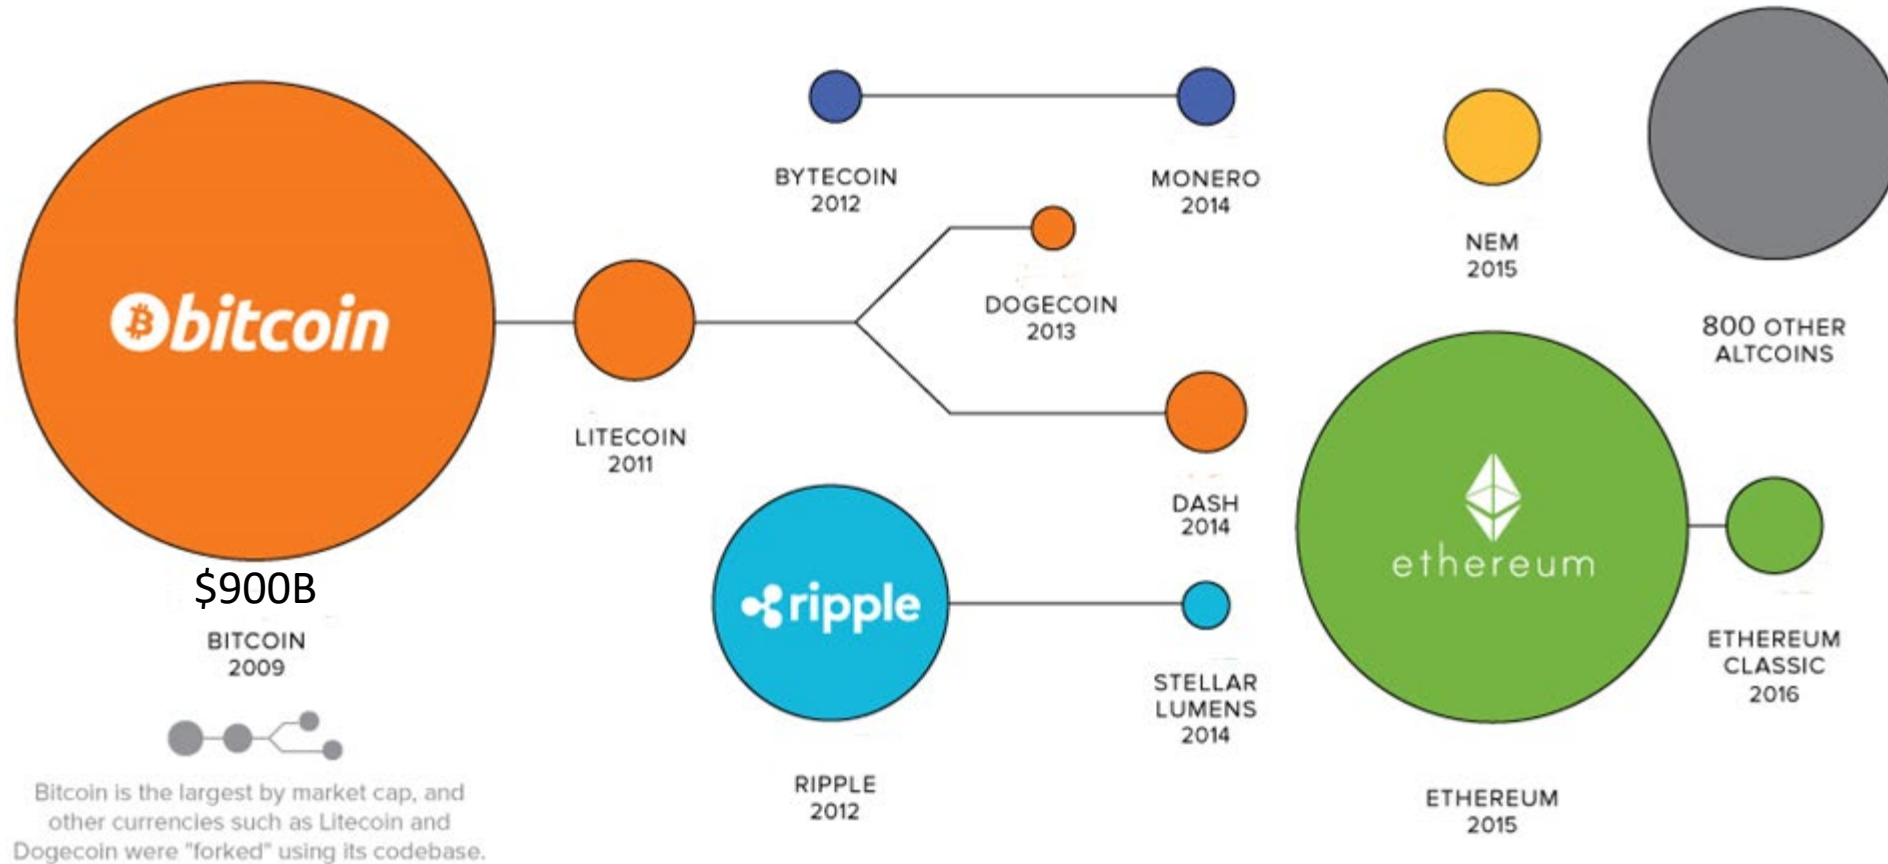 bitcoin
$900B
BITCOIN
2009
Bitcoin is the largest by market cap, and
other currencies such as Litecoin and
Dogecoin were "forked" using its codebase.
LITECOIN
2011
BYTECOIN
2012
MONERO
2014
DOGECOIN
2013
DASH
2014
ripple
RIPPLE
2012
STELLAR
LUMENS
2014
NEM
2015
800 OTHER
ALTCOINS
ethereum
ETHEREUM
2015
ETHEREUM
CLASSIC
2016